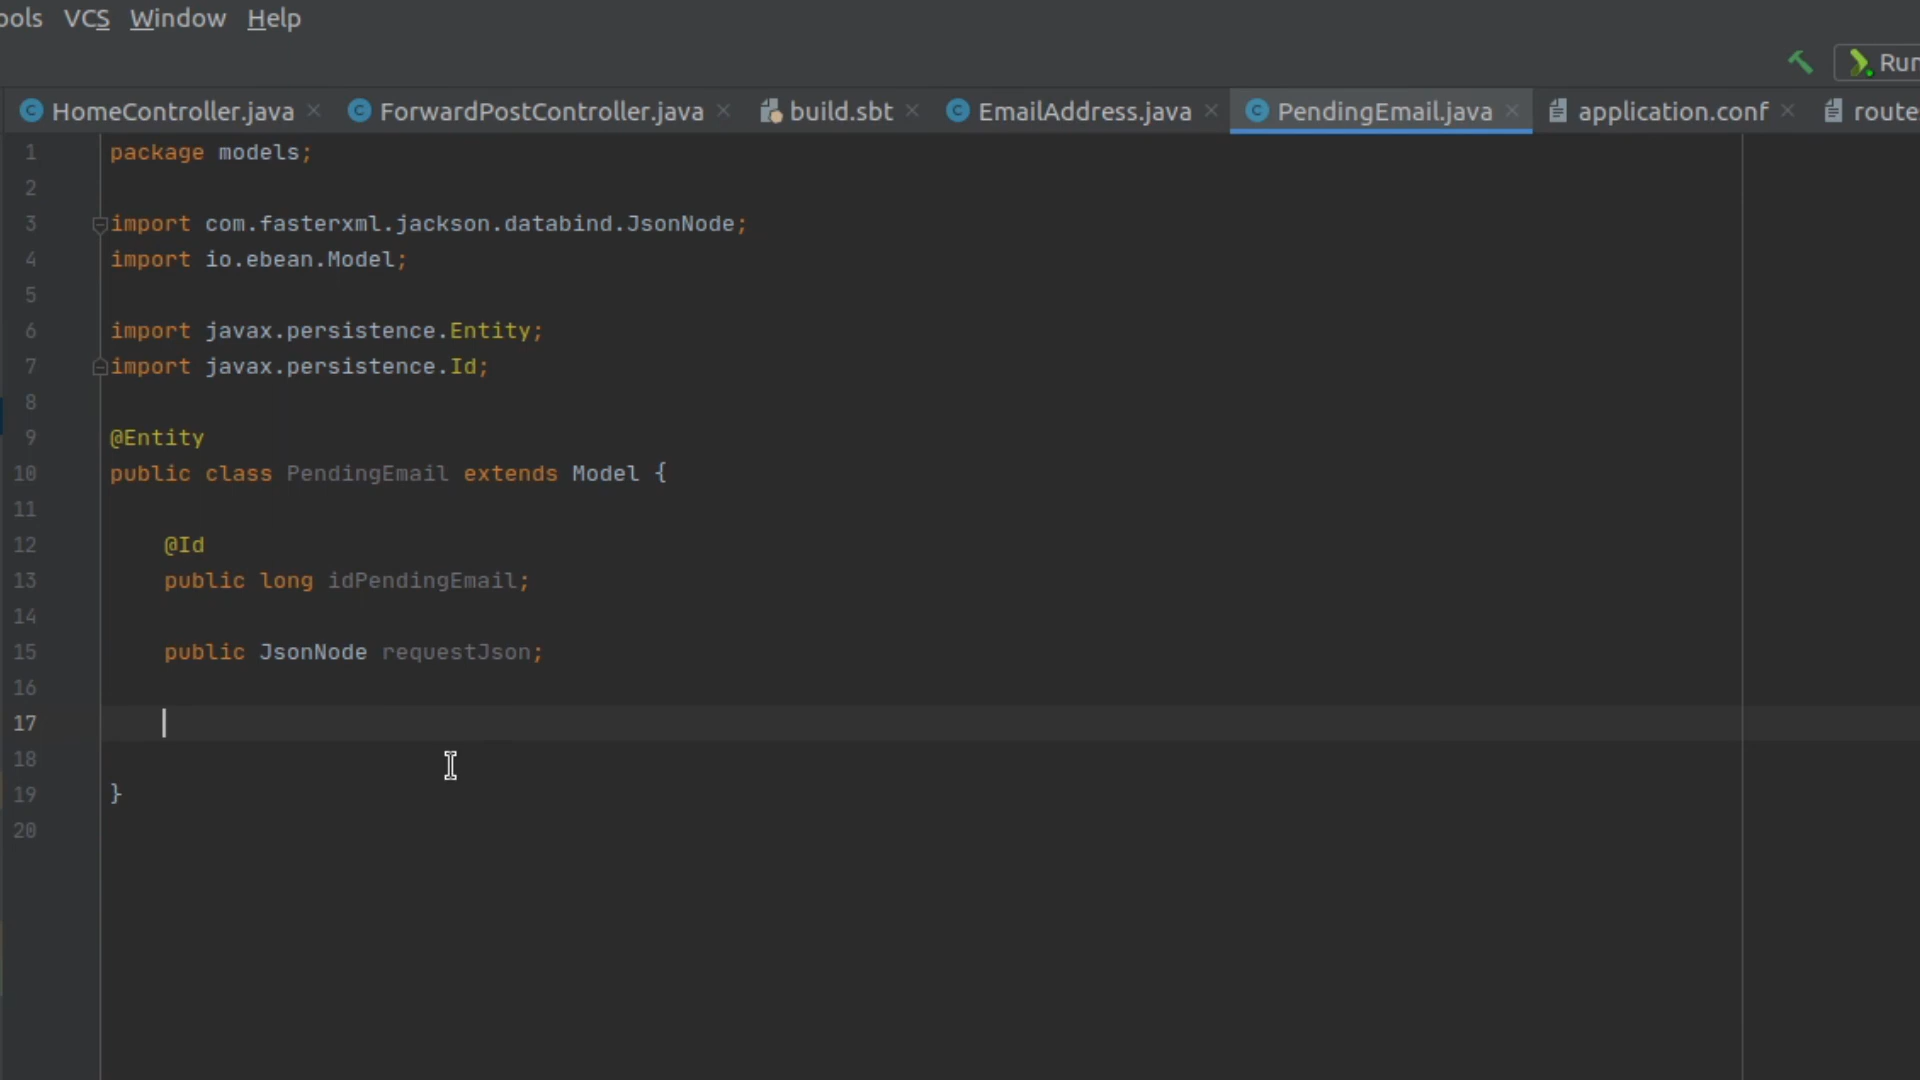 ools VCS Window Help
Run
HomeController.java ForwardPostController.java build.sbt EmailAddress.java PendingEmail.java application.conf routes
1 package models;
2
3 import com.fasterxml.jackson.databind.JsonNode;
4 import io.ebean.Model;
5
6 import javax.persistence.Entity;
7 import javax.persistence.Id;
8
9 @Entity
10 public class PendingEmail extends Model {
11
12 @Id
13 public long idPendingEmail;
14
15 public JsonNode requestJson;
16
17
18
19 }
20